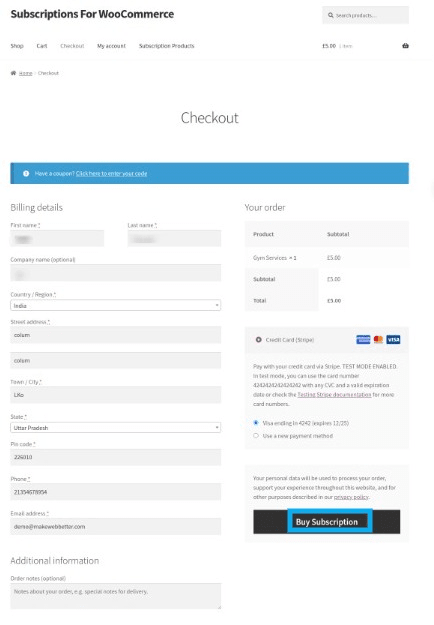 Subscriptions For WooCommerce
Search products...
Shop Cart Checkout My account Subscription Products
£5.00 1 item
Home / Checkout
Checkout
Have a coupon? Click here to enter your code
Billing details
First name *
Last name *
Company name (optional)
Country / Region *
India
Street address *
colum
colum
Town / City *
LKo
State *
Uttar Pradesh
Pin code *
226010
Phone *
21354678954
Email address *
demo@makewebbetter.com
Additional information
Order notes (optional)
Notes about your order, e.g. special notes for delivery.
Your order
Product Subtotal
Gym Services × 1 £5.00
Subtotal £5.00
Total £5.00
Credit Card (Stripe)
VISA
Pay with your credit card via Stripe. TEST MODE ENABLED.
In test mode, you can use the card number
4242424242424242 with any CVC and a valid expiration
date or check the Testing Stripe documentation for more
card numbers.
Visa ending in 4242 (expires 12/25)
Use a new payment method
Your personal data will be used to process your order,
support your experience throughout this website, and for
other purposes described in our privacy policy.
Buy Subscription